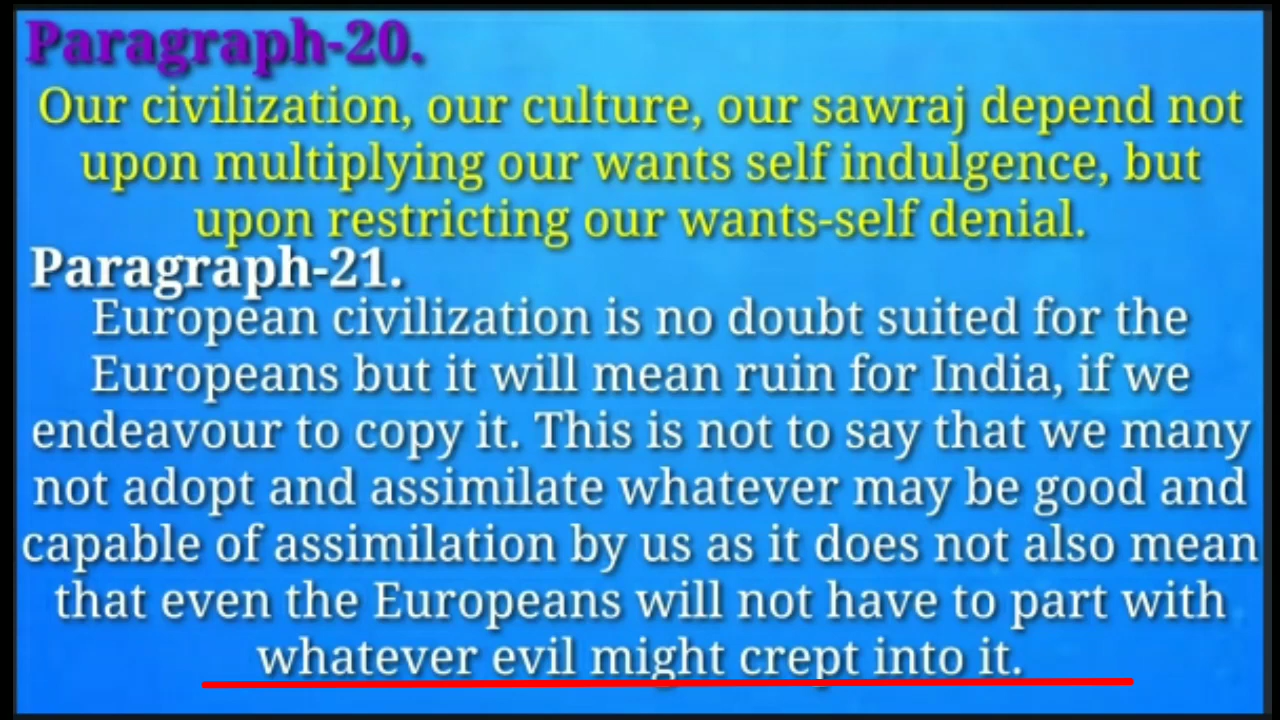 Paragraph-20.
Our civilization, our culture, our sawraj depend not
upon multiplying our wants self indulgence, but
upon restricting our wants-self denial.
Paragraph-21.
European civilization is no doubt suited for the
Europeans but it will mean ruin for India, if we
endeavour to copy it. This is not to say that we many
not adopt and assimilate whatever may be good and
capable of assimilation by us as it does not also mean
that even the Europeans will not have to part with
whatever evil might crept into it.